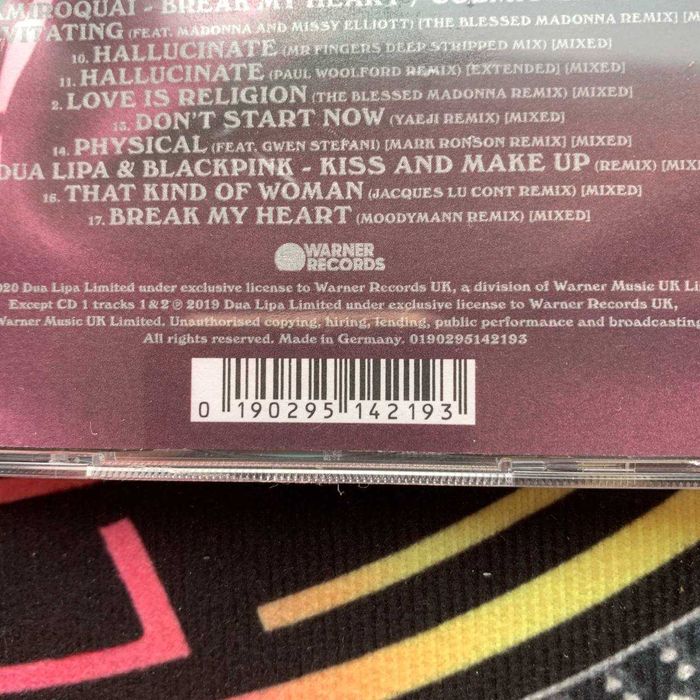 AMIROQUAI - BREAK MY HEART /
VITATING (FEAT. MADONNA AND MISSY ELLIOTT) [THE BLESSED MADONNA REMIX] [M
10. HALLUCINATE (MR FINGERS DEEP STRIPPED MIX) [MIXED]
11. HALLUCINATE (PAUL WOOLFORD REMIX) [EXTENDED] [MIXED]
2. LOVE IS RELIGION (THE BLESSED MADONNA REMIX) [MIXED]
13. DON'T START NOW (YAEJI REMIX) [MIXED]
14. PHYSICAL (FEAT. GWEN STEFANI) [MARK RONSON REMIX] [MIXED]
DUA LIPA & BLACKPINK - KISS AND MAKE UP (REMIX) [MIX
16. THAT KIND OF WOMAN (JACQUES LU CONT REMIX) [MIXED]
17. BREAK MY HEART (MOODYMANN REMIX) [MIXED]
WARNER
RECORDS
020 Dua Lipa Limited under exclusive license to Warner Records UK, a division of Warner Music UK Li
Except CD 1 tracks 1 & 2 ℗ 2019 Dua Lipa Limited under exclusive license to Warner Records UK,
Warner Music UK Limited. Unauthorised copying, hiring, lending, public performance and broadcasting
All rights reserved. Made in Germany. 0190295142193
0 190295 142193